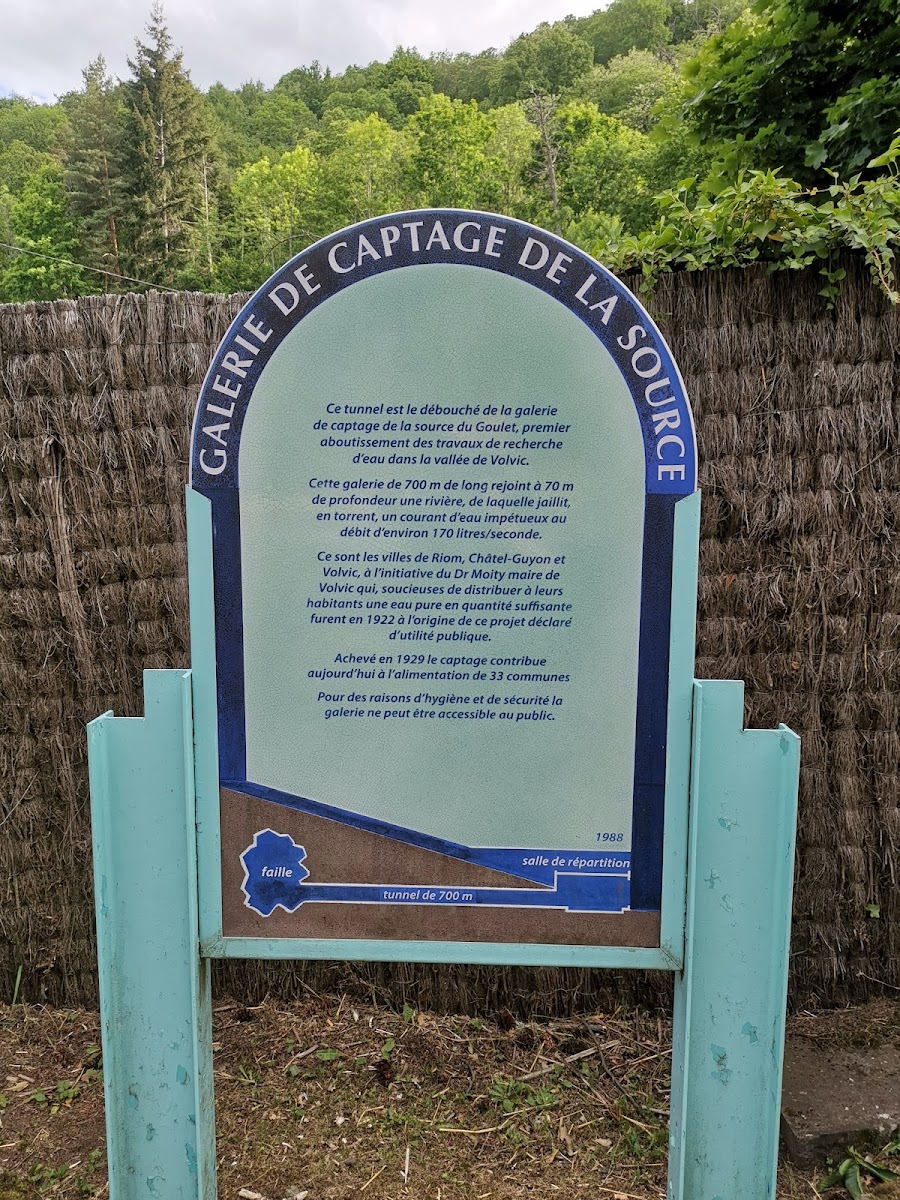 GALERIE DE CAPTAGE DE LA SOURCE
Ce tunnel est le débouché de la galerie
de captage de la source du Goulet, premier
aboutissement des travaux de recherche
d'eau dans la vallée de Volvic.
Cette galerie de 700 m de long rejoint à 70 m
de profondeur une rivière, de laquelle jaillit,
en torrent, un courant d'eau impétueux au
débit d'environ 170 litres/seconde.
Ce sont les villes de Riom, Châtel-Guyon et
Volvic, à l'initiative du Dr Moity maire de
Volvic qui, soucieuses de distribuer à leurs
habitants une eau pure en quantité suffisante
furent en 1922 à l'origine de ce projet déclaré
d'utilité publique.
Achevé en 1929 le captage contribue
aujourd'hui à l'alimentation de 33 communes
Pour des raisons d'hygiène et de sécurité la
galerie ne peut être accessible au public.
1988
salle de répartition
faille
tunnel de 700 m